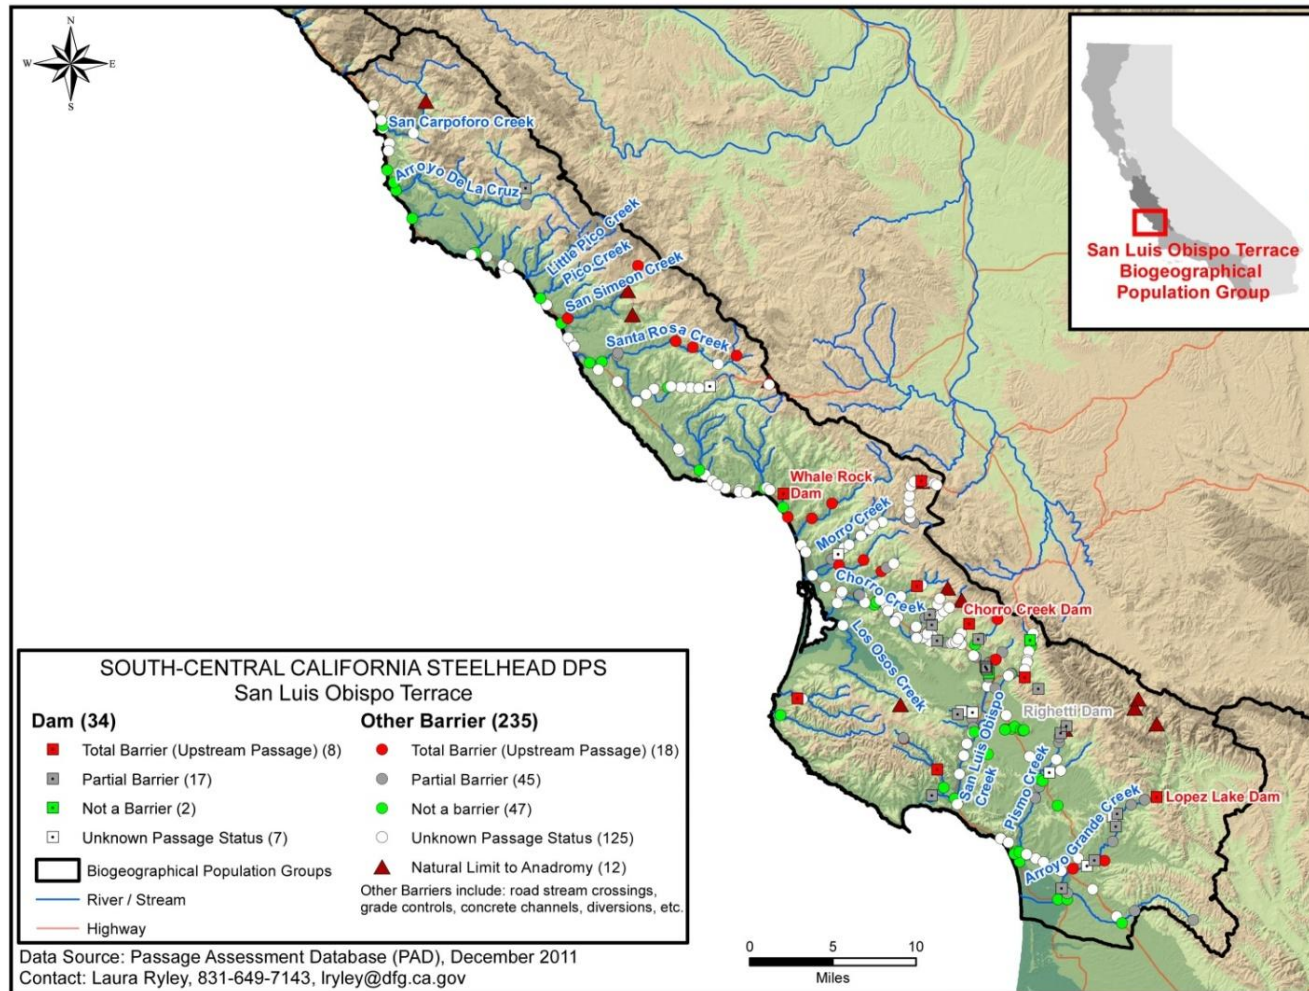 N
W E
S
San Carpoforo Creek
Arroyo De La Cruz
Little Pico Creek
Pico Creek
San Simeon Creek
Santa Rosa Creek
Whale Rock
Dam
Morro Creek
Chorro Creek
Chorro Creek Dam
Los Osos Creek
San Luis Obispo
Creek
Righetti Dam
Pismo Creek
Arroyo Grande Creek
Lopez Lake Dam
San Luis Obispo Terrace
Biogeographical
Population Group
SOUTH-CENTRAL CALIFORNIA STEELHEAD DPS
San Luis Obispo Terrace
Dam (34)
Total Barrier (Upstream Passage) (8)
Partial Barrier (17)
Not a Barrier (2)
Unknown Passage Status (7)
Biogeographical Population Groups
River / Stream
Highway
Other Barrier (235)
Total Barrier (Upstream Passage) (18)
Partial Barrier (45)
Not a barrier (47)
Unknown Passage Status (125)
Natural Limit to Anadromy (12)
Other Barriers include: road stream crossings,
grade controls, concrete channels, diversions, etc.
0 5 10
Miles
Data Source: Passage Assessment Database (PAD), December 2011
Contact: Laura Ryley, 831-649-7143, lryley@dfg.ca.gov